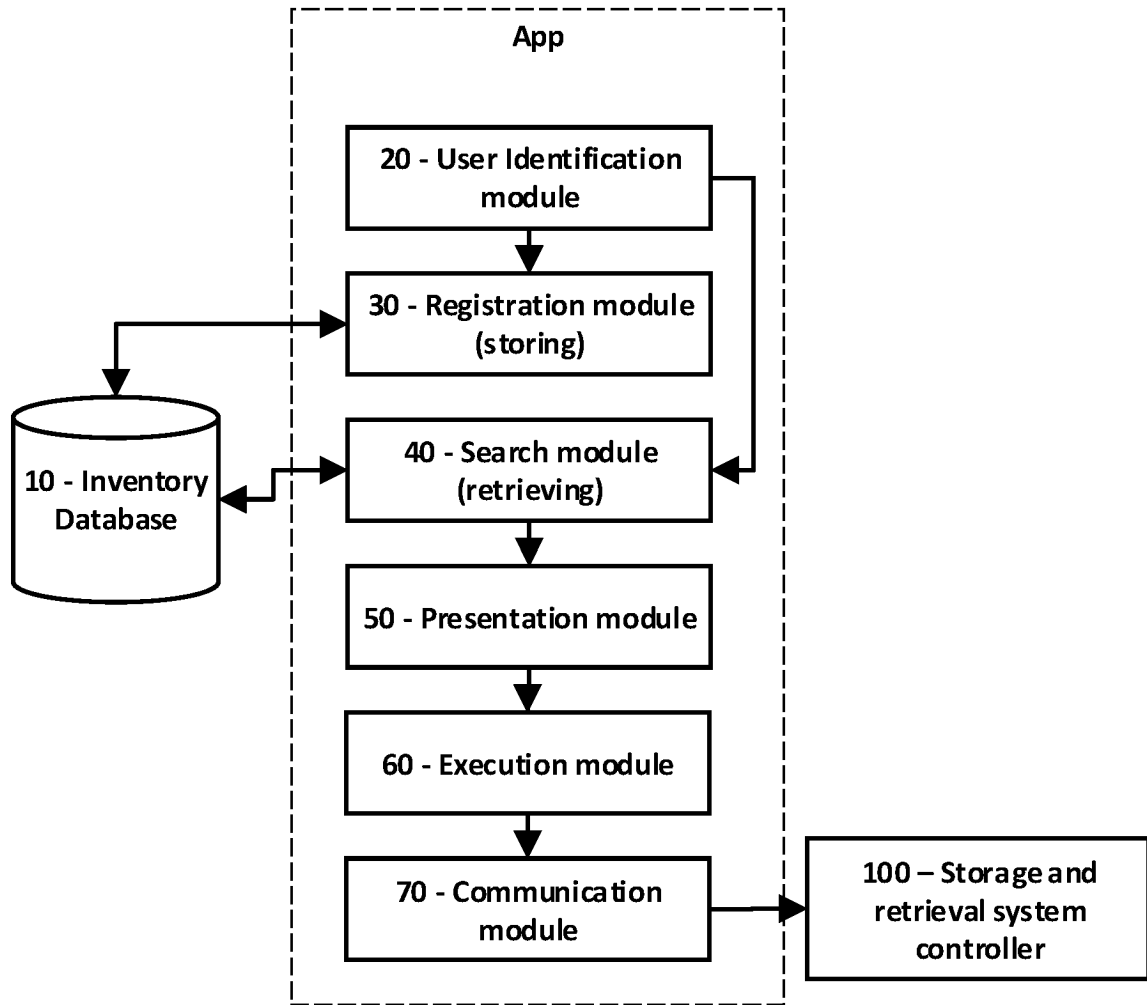 App
20 - User Identification
module
30 - Registration module
(storing)
40 - Search module
(retrieving)
10 - Inventory
Database
50 - Presentation module
60 - Execution module
70 - Communication
module
100 – Storage and
retrieval system
controller